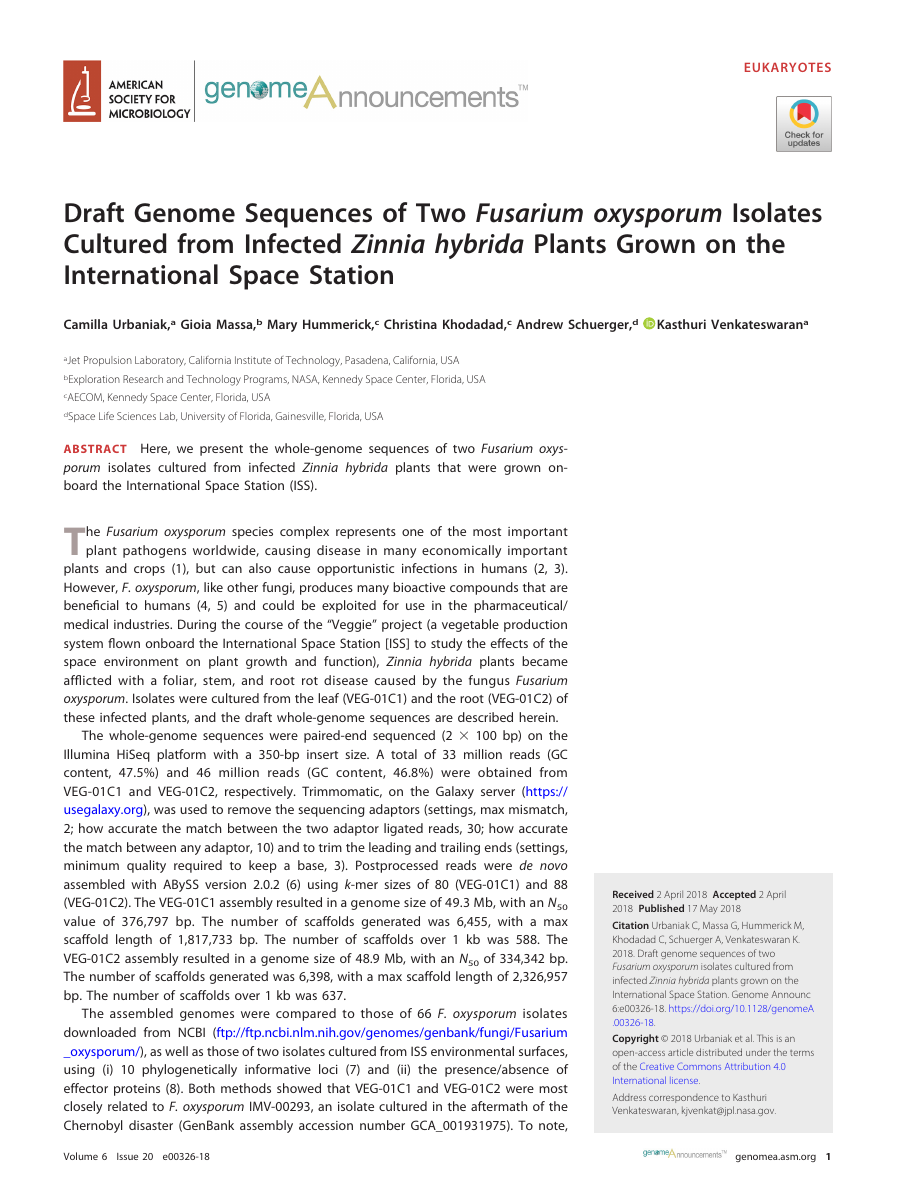 AMERICAN
SOCIETY FOR
MICROBIOLOGY
genomeAnnouncements™
EUKARYOTES
Check for
updates
Draft Genome Sequences of Two Fusarium oxysporum Isolates
Cultured from Infected Zinnia hybrida Plants Grown on the
International Space Station
Camilla Urbaniak,ᵃ Gioia Massa,ᵇ Mary Hummerick,ᶜ Christina Khodadad,ᶜ Andrew Schuerger,ᵈ iD Kasthuri Venkateswaranᵃ
ᵃJet Propulsion Laboratory, California Institute of Technology, Pasadena, California, USA
ᵇExploration Research and Technology Programs, NASA, Kennedy Space Center, Florida, USA
ᶜAECOM, Kennedy Space Center, Florida, USA
ᵈSpace Life Sciences Lab, University of Florida, Gainesville, Florida, USA
ABSTRACT Here, we present the whole-genome sequences of two Fusarium oxys-
porum isolates cultured from infected Zinnia hybrida plants that were grown on-
board the International Space Station (ISS).
The Fusarium oxysporum species complex represents one of the most important
plant pathogens worldwide, causing disease in many economically important
plants and crops (1), but can also cause opportunistic infections in humans (2, 3).
However, F. oxysporum, like other fungi, produces many bioactive compounds that are
beneficial to humans (4, 5) and could be exploited for use in the pharmaceutical/
medical industries. During the course of the “Veggie” project (a vegetable production
system flown onboard the International Space Station [ISS] to study the effects of the
space environment on plant growth and function), Zinnia hybrida plants became
afflicted with a foliar, stem, and root rot disease caused by the fungus Fusarium
oxysporum. Isolates were cultured from the leaf (VEG-01C1) and the root (VEG-01C2) of
these infected plants, and the draft whole-genome sequences are described herein.
The whole-genome sequences were paired-end sequenced (2 × 100 bp) on the
Illumina HiSeq platform with a 350-bp insert size. A total of 33 million reads (GC
content, 47.5%) and 46 million reads (GC content, 46.8%) were obtained from
VEG-01C1 and VEG-01C2, respectively. Trimmomatic, on the Galaxy server (https://
usegalaxy.org), was used to remove the sequencing adaptors (settings, max mismatch,
2; how accurate the match between the two adaptor ligated reads, 30; how accurate
the match between any adaptor, 10) and to trim the leading and trailing ends (settings,
minimum quality required to keep a base, 3). Postprocessed reads were de novo
assembled with ABySS version 2.0.2 (6) using k-mer sizes of 80 (VEG-01C1) and 88
(VEG-01C2). The VEG-01C1 assembly resulted in a genome size of 49.3 Mb, with an N₅₀
value of 376,797 bp. The number of scaffolds generated was 6,455, with a max
scaffold length of 1,817,733 bp. The number of scaffolds over 1 kb was 588. The
VEG-01C2 assembly resulted in a genome size of 48.9 Mb, with an N₅₀ of 334,342 bp.
The number of scaffolds generated was 6,398, with a max scaffold length of 2,326,957
bp. The number of scaffolds over 1 kb was 637.
The assembled genomes were compared to those of 66 F. oxysporum isolates
downloaded from NCBI (ftp://ftp.ncbi.nlm.nih.gov/genomes/genbank/fungi/Fusarium
_oxysporum/), as well as those of two isolates cultured from ISS environmental surfaces,
using (i) 10 phylogenetically informative loci (7) and (ii) the presence/absence of
effector proteins (8). Both methods showed that VEG-01C1 and VEG-01C2 were most
closely related to F. oxysporum IMV-00293, an isolate cultured in the aftermath of the
Chernobyl disaster (GenBank assembly accession number GCA_001931975). To note,
Received 2 April 2018 Accepted 2 April
2018 Published 17 May 2018
Citation Urbaniak C, Massa G, Hummerick M,
Khodadad C, Schuerger A, Venkateswaran K.
2018. Draft genome sequences of two
Fusarium oxysporum isolates cultured from
infected Zinnia hybrida plants grown on the
International Space Station. Genome Announc
6:e00326-18. https://doi.org/10.1128/genomeA
.00326-18.
Copyright © 2018 Urbaniak et al. This is an
open-access article distributed under the terms
of the Creative Commons Attribution 4.0
International license.
Address correspondence to Kasthuri
Venkateswaran, kjvenkat@jpl.nasa.gov.
Volume 6 Issue 20 e00326-18
genomeAnnouncements™ genomea.asm.org 1